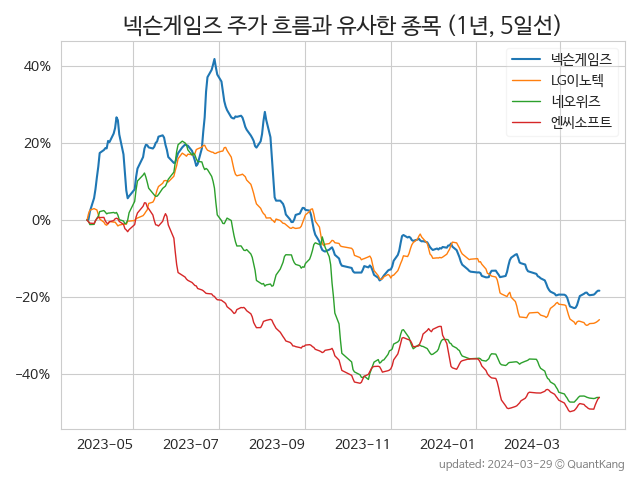 넥슨게임즈 주가 흐름과 유사한 종목 (1년, 5일선)
넥슨게임즈
LG이노텍
네오위즈
엔씨소프트
40%
20%
0%
−20%
−40%
2023-05 2023-07 2023-09 2023-11 2024-01 2024-03
updated: 2024-03-29 © QuantKang